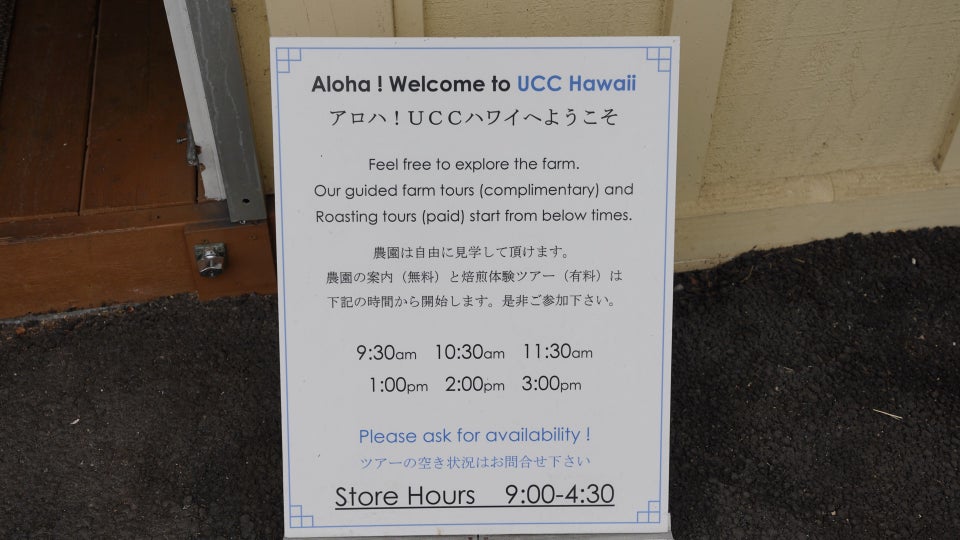 Aloha ! Welcome to UCC Hawaii
アロハ！ＵＣＣハワイへようこそ
Feel free to explore the farm.
Our guided farm tours (complimentary) and
Roasting tours (paid) start from below times.
農園は自由に見学して頂けます。
農園の案内（無料）と焙煎体験ツアー（有料）は
下記の時間から開始します。是非ご参加下さい。
9:30am 10:30am 11:30am
1:00pm 2:00pm 3:00pm
Please ask for availability !
ツアーの空き状況はお問合せ下さい
Store Hours 9:00-4:30